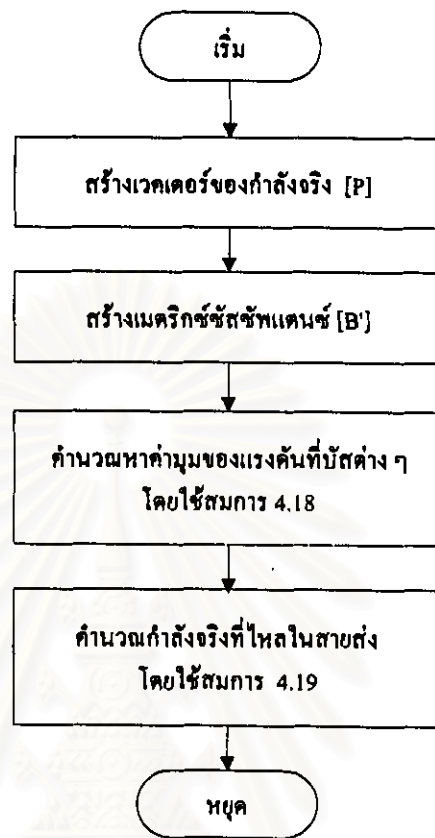 เริ่ม
สร้างเวคเตอร์ของกำลังจริง [P]
สร้างเมตริกซ์ซัสซัพแตนซ์ [B']
คำนวณหาค่ามุมของแรงดันที่บัสต่าง ๆ
โดยใช้สมการ 4.18
คำนวณกำลังจริงที่ไหลในสายส่ง
โดยใช้สมการ 4.19
หยุด